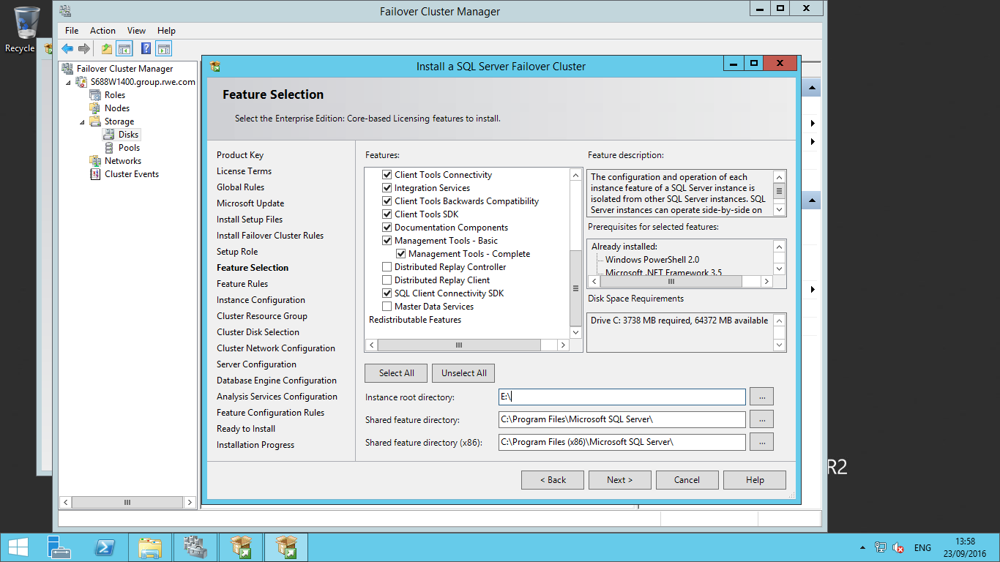 Recycle
Failover Cluster Manager
File Action View Help
Failover Cluster Manager
S688W1400.group.rwe.com
Roles
Nodes
Storage
Disks
Pools
Networks
Cluster Events
Install a SQL Server Failover Cluster
Feature Selection
Select the Enterprise Edition: Core-based Licensing features to install.
Product Key
License Terms
Global Rules
Microsoft Update
Install Setup Files
Install Failover Cluster Rules
Setup Role
Feature Selection
Feature Rules
Instance Configuration
Cluster Resource Group
Cluster Disk Selection
Cluster Network Configuration
Server Configuration
Database Engine Configuration
Analysis Services Configuration
Feature Configuration Rules
Ready to Install
Installation Progress
Features:
Client Tools Connectivity
Integration Services
Client Tools Backwards Compatibility
Client Tools SDK
Documentation Components
Management Tools - Basic
Management Tools - Complete
Distributed Replay Controller
Distributed Replay Client
SQL Client Connectivity SDK
Master Data Services
Redistributable Features
Feature description:
The configuration and operation of each
instance feature of a SQL Server instance is
isolated from other SQL Server instances. SQL
Server instances can operate side-by-side on
Prerequisites for selected features:
Already installed:
Windows PowerShell 2.0
Microsoft .NET Framework 3.5
Disk Space Requirements
Drive C: 3738 MB required, 64372 MB available
Select All Unselect All
Instance root directory: E:\ ...
Shared feature directory: C:\Program Files\Microsoft SQL Server\ ...
Shared feature directory (x86): C:\Program Files (x86)\Microsoft SQL Server\ ...
< Back Next > Cancel Help
R2
ENG
13:58
23/09/2016